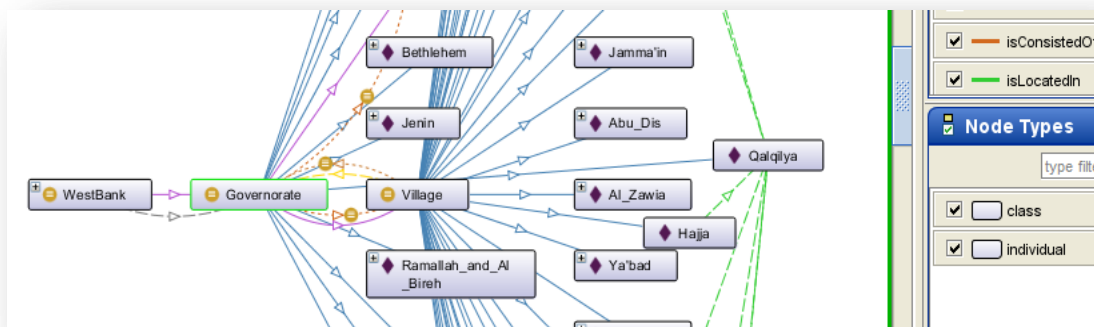 isConsistedOf
Bethlehem
Jamma'in
isLocatedIn
Jenin
Abu_Dis
Node Types
Qalqilya
type filte
WestBank
Governorate
Village
Al_Zawia
class
Hajja
individual
Ramallah_and_Al
_Bireh
Ya'bad